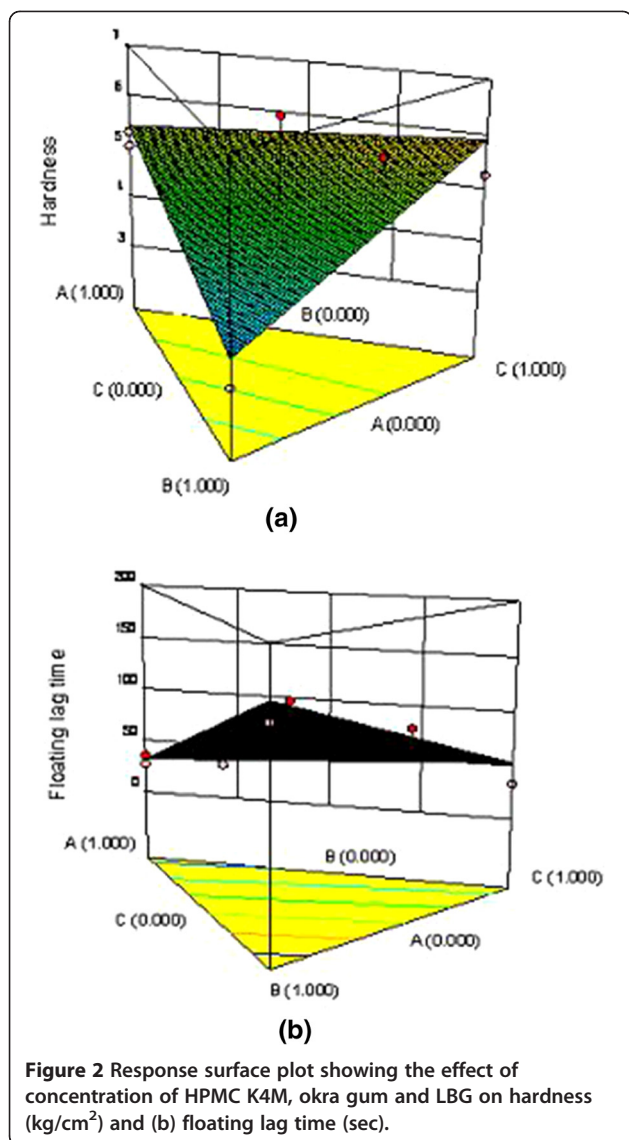 7
6
5
4
3
Hardness
A (1.000)
B (0.000)
C (1.000)
C (0.000)
A (0.000)
B (1.000)
(a)
200
150
100
50
0
Floating lag time
A (1.000)
B (0.000)
C (1.000)
C (0.000)
A (0.000)
B (1.000)
(b)
Figure 2 Response surface plot showing the effect of
concentration of HPMC K4M, okra gum and LBG on hardness
(kg/cm²) and (b) floating lag time (sec).